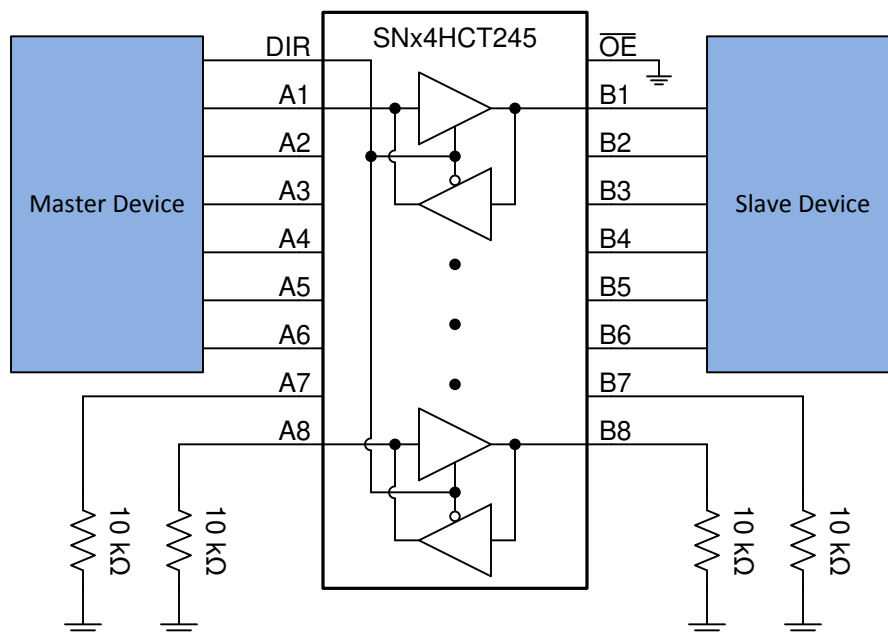 SNx4HCT245
DIR
OE
A1
B1
A2
B2
Master Device
A3
B3
Slave Device
A4
B4
A5
B5
A6
B6
A7
B7
A8
B8
10 kΩ
10 kΩ
10 kΩ
10 kΩ